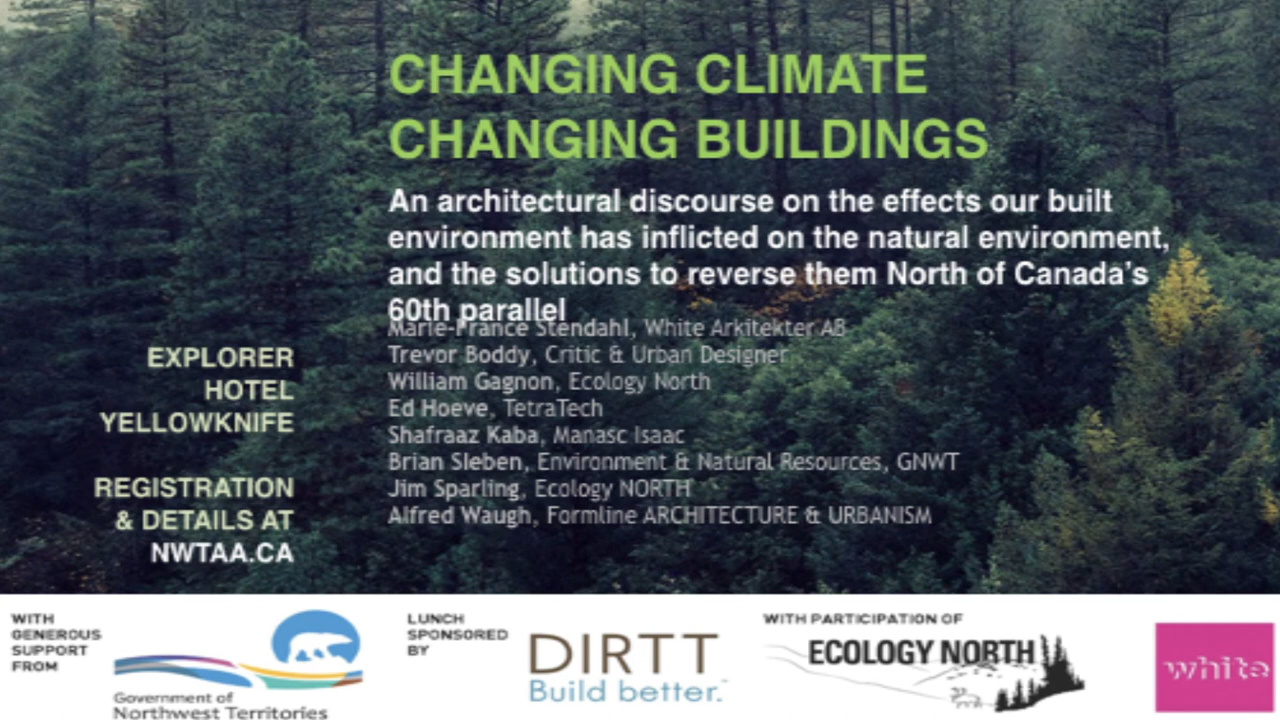 CHANGING CLIMATE
CHANGING BUILDINGS
An architectural discourse on the effects our built
environment has inflicted on the natural environment,
and the solutions to reverse them North of Canada's
60th parallel
Marie-France Stendahl, White Arkitekter AB
Trevor Boddy, Critic & Urban Designer
William Gagnon, Ecology North
Ed Hoeve, TetraTech
Shafraaz Kaba, Manasc Isaac
Brian Sieben, Environment & Natural Resources, GNWT
Jim Sparling, Ecology NORTH
Alfred Waugh, Formline ARCHITECTURE & URBANISM
EXPLORER
HOTEL
YELLOWKNIFE
REGISTRATION
& DETAILS AT
NWTAA.CA
WITH
GENEROUS
SUPPORT
FROM
Government of
Northwest Territories
LUNCH
SPONSORED
BY
DIRTT
Build better.™
WITH PARTICIPATION OF
ECOLOGY NORTH
white